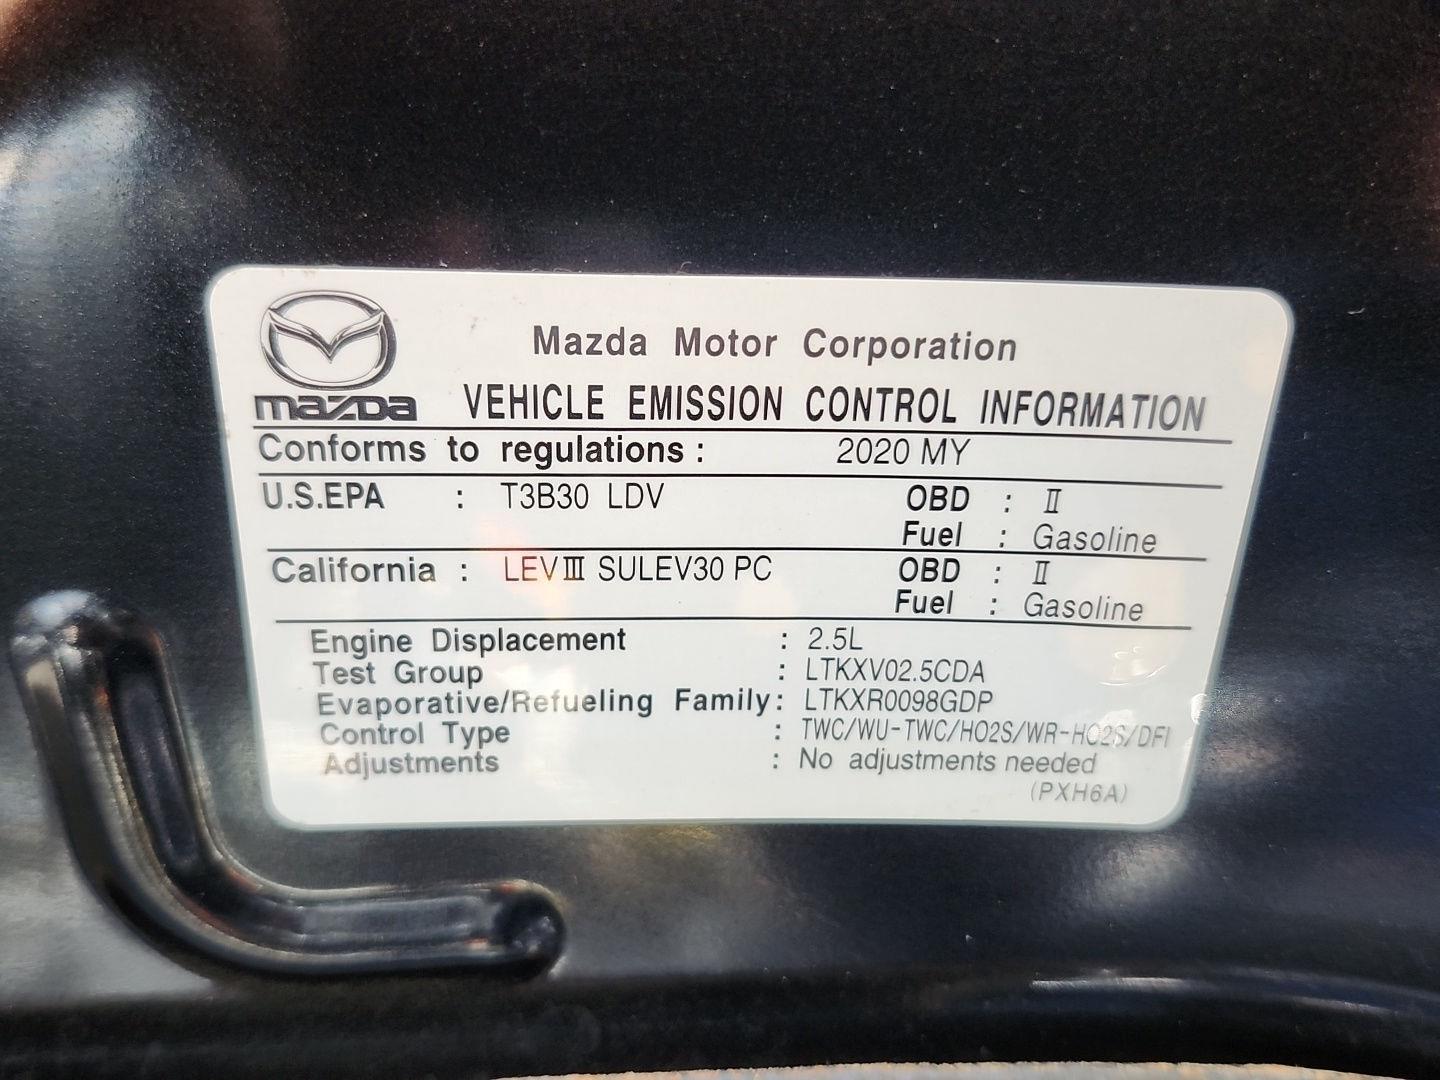 Mazda Motor Corporation
mazda VEHICLE EMISSION CONTROL INFORMATION
Conforms to regulations : 2020 MY
U.S.EPA : T3B30 LDV OBD : Ⅱ
Fuel : Gasoline
California : LEVⅢ SULEV30 PC OBD : Ⅱ
Fuel : Gasoline
Engine Displacement : 2.5L
Test Group : LTKXV02.5CDA
Evaporative/Refueling Family: LTKXR0098GDP
Control Type : TWC/WU-TWC/HO2S/WR-HO2S/DFI
Adjustments : No adjustments needed
(PXH6A)